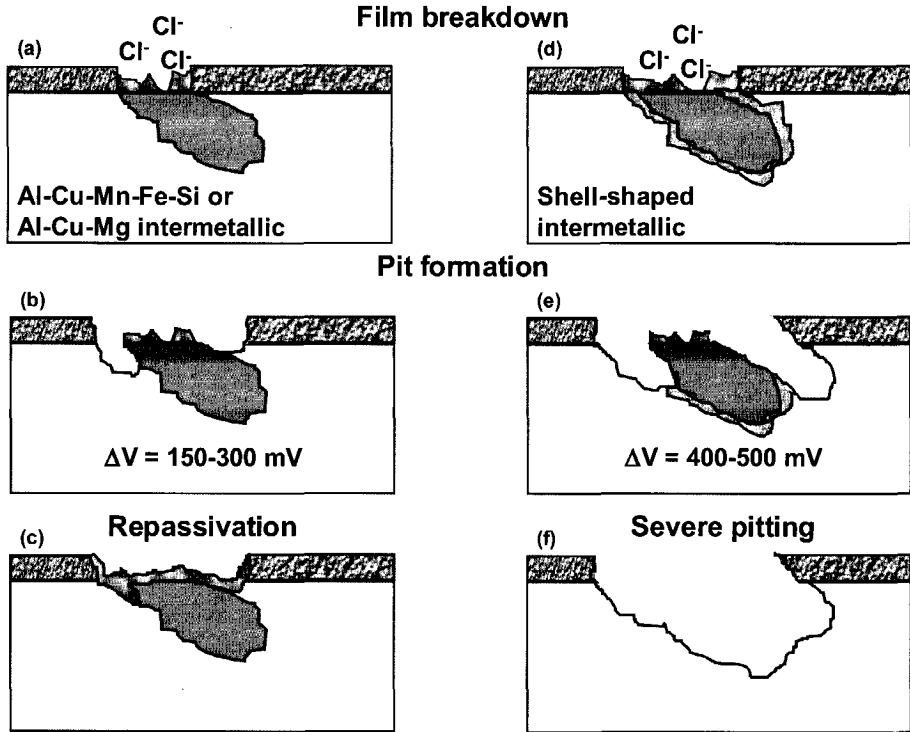 Film breakdown
(a)
Cl-
Cl-
Cl-
Al-Cu-Mn-Fe-Si or
Al-Cu-Mg intermetallic
(d)
Cl-
Cl-
Cl-
Shell-shaped
intermetallic
Pit formation
(b)
ΔV = 150-300 mV
(e)
ΔV = 400-500 mV
Repassivation
(c)
Severe pitting
(f)